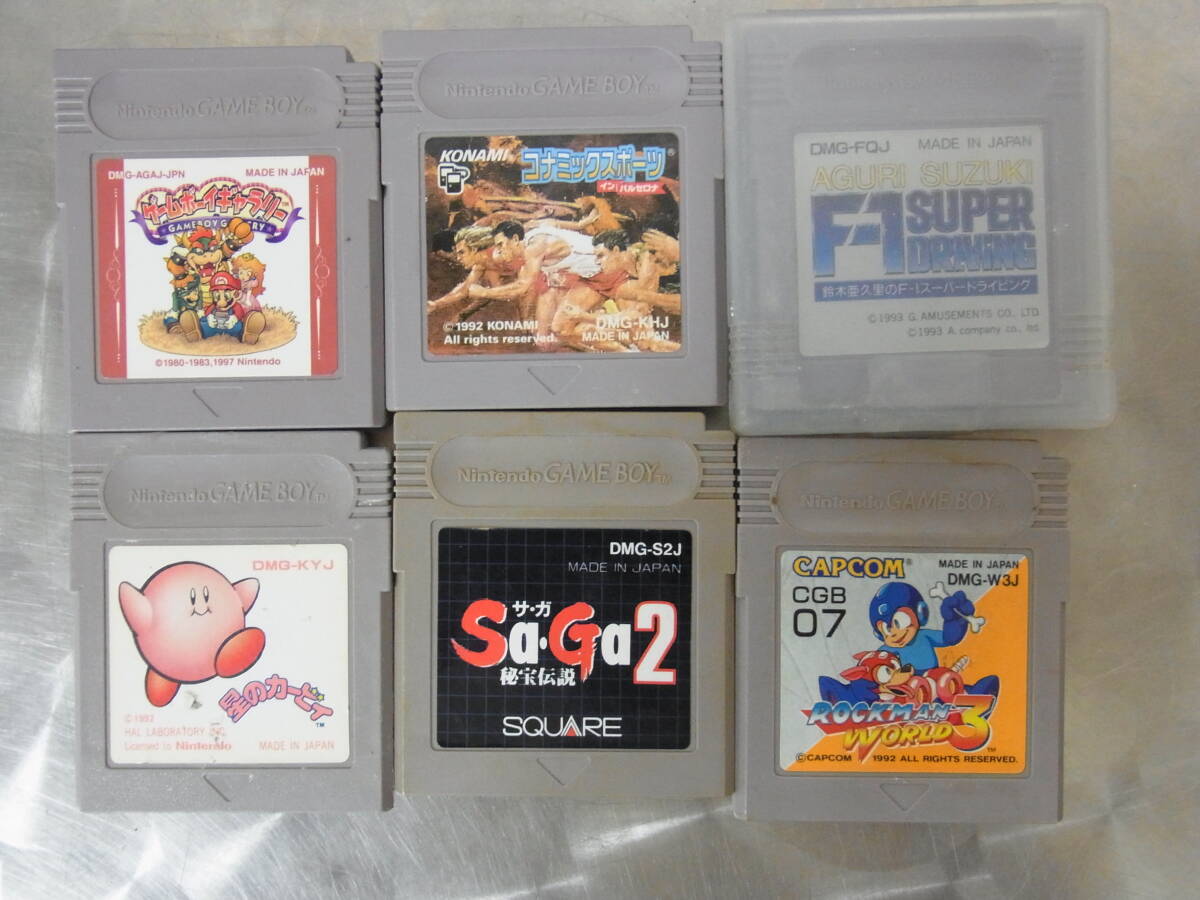 Nintendo GAME BOY TM
DMG-AGAJ-JPN MADE IN JAPAN
ゲームボーイギャラリー
GAMEBOY GALLERY
©1980-1983,1997 Nintendo
Nintendo GAME BOY TM
KONAMI
コナミックスポーツ®
イン バルセロナ
©1992 KONAMI DMG-KHJ
All rights reserved. MADE IN JAPAN
DMG-FQJ MADE IN JAPAN
AGURI SUZUKI
F-1 SUPER
DRIVING
鈴木亜久里のF-1スーパードライビング
©1993 G. AMUSEMENTS CO., LTD
©1993 A. company co., ltd
Nintendo GAME BOY TM
DMG-KYJ
星のカービィ TM
© 1992
HAL LABORATORY INC.
Licensed to Nintendo MADE IN JAPAN
Nintendo GAME BOY TM
DMG-S2J
MADE IN JAPAN
サ・ガ
Sa・Ga2
秘宝伝説
SQUARE
Nintendo GAME BOY TM
CAPCOM® MADE IN JAPAN
DMG-W3J
CGB
07
ROCKMAN
WORLD 3 TM
©CAPCOM 1992 ALL RIGHTS RESERVED.